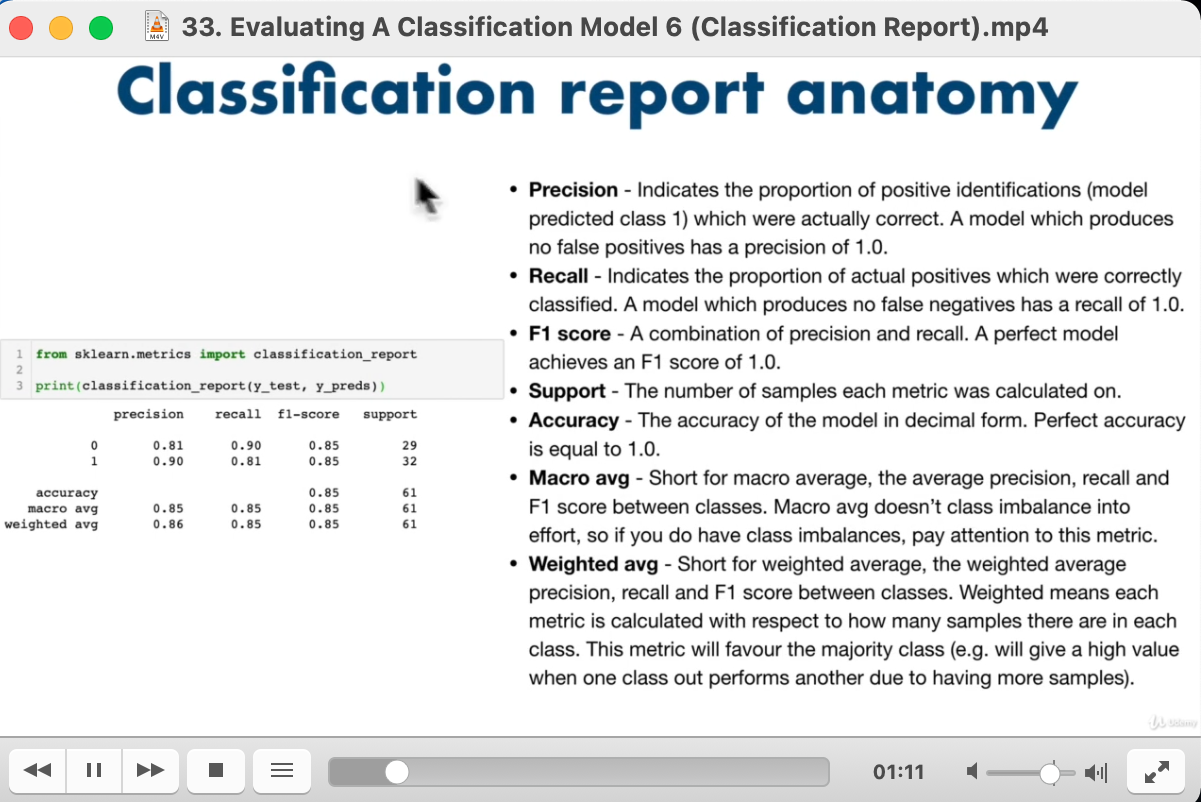 33. Evaluating A Classification Model 6 (Classification Report).mp4
M4V
Classification report anatomy
1 from sklearn.metrics import classification_report
2
3 print(classification_report(y_test, y_preds))
precision recall f1-score support
0 0.81 0.90 0.85 29
1 0.90 0.81 0.85 32
accuracy 0.85 61
macro avg 0.85 0.85 0.85 61
weighted avg 0.86 0.85 0.85 61
• Precision - Indicates the proportion of positive identifications (model
predicted class 1) which were actually correct. A model which produces
no false positives has a precision of 1.0.
• Recall - Indicates the proportion of actual positives which were correctly
classified. A model which produces no false negatives has a recall of 1.0.
• F1 score - A combination of precision and recall. A perfect model
achieves an F1 score of 1.0.
• Support - The number of samples each metric was calculated on.
• Accuracy - The accuracy of the model in decimal form. Perfect accuracy
is equal to 1.0.
• Macro avg - Short for macro average, the average precision, recall and
F1 score between classes. Macro avg doesn’t class imbalance into
effort, so if you do have class imbalances, pay attention to this metric.
• Weighted avg - Short for weighted average, the weighted average
precision, recall and F1 score between classes. Weighted means each
metric is calculated with respect to how many samples there are in each
class. This metric will favour the majority class (e.g. will give a high value
when one class out performs another due to having more samples).
Udemy
01:11